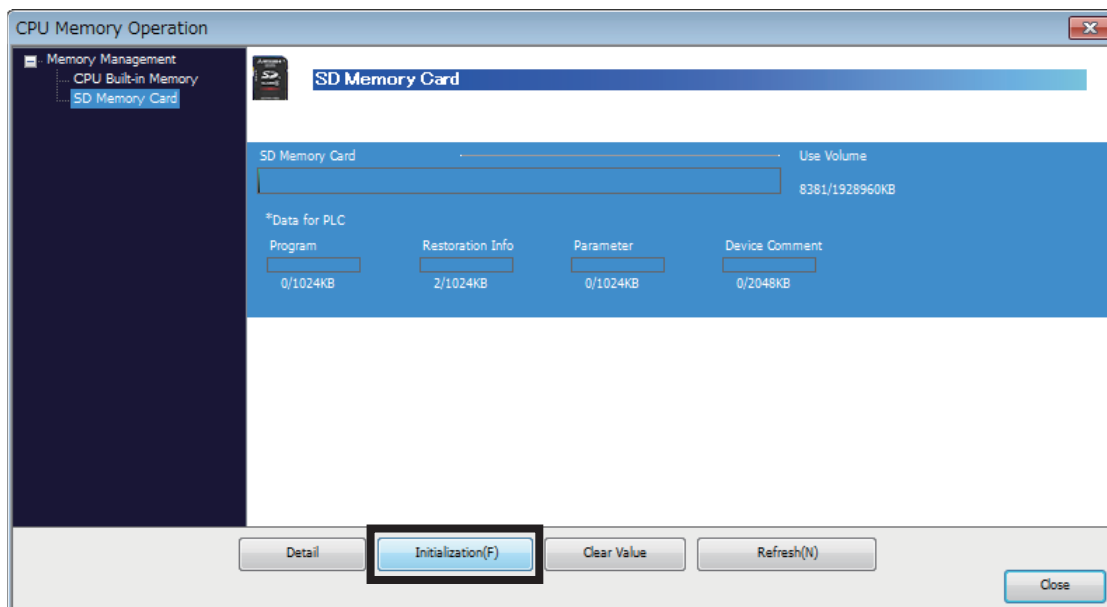 CPU Memory Operation
Memory Management
CPU Built-in Memory
SD Memory Card
SD Memory Card
SD Memory Card
Use Volume
8381/1928960KB
*Data for PLC
Program
Restoration Info
Parameter
Device Comment
0/1024KB
2/1024KB
0/1024KB
0/2048KB
Detail
Initialization(F)
Clear Value
Refresh(N)
Close